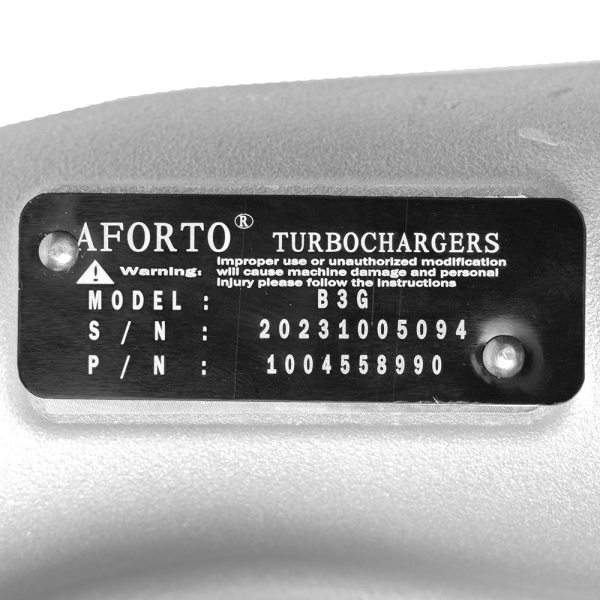 AFORTO® TURBOCHARGERS
Warning: Improper use or unauthorized modification
will cause machine damage and personal
Injury please follow the Instructions
MODEL : B3G
S/N : 20231005094
P/N : 1004558990